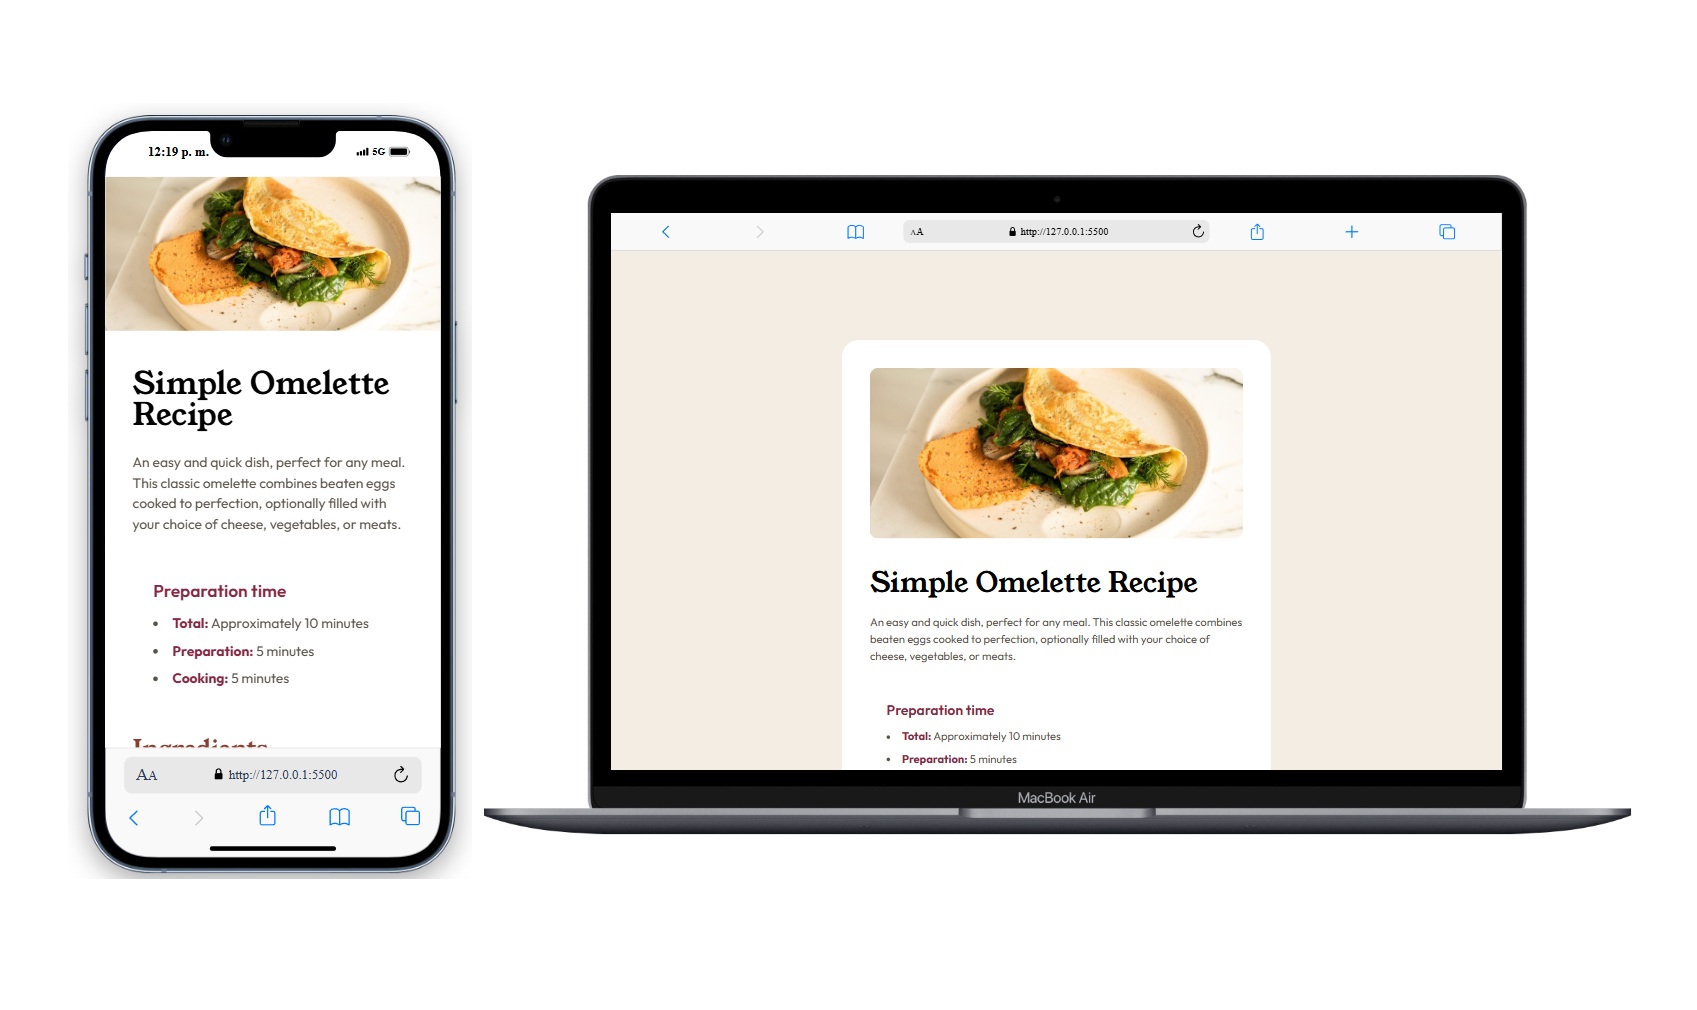 12:19 p. m.
5G
Simple Omelette
Recipe
An easy and quick dish, perfect for any meal.
This classic omelette combines beaten eggs
cooked to perfection, optionally filled with
your choice of cheese, vegetables, or meats.
Preparation time
• Total: Approximately 10 minutes
• Preparation: 5 minutes
• Cooking: 5 minutes
Ingredients
AA
http://127.0.0.1:5500
AA
http://127.0.0.1:5500
Simple Omelette Recipe
An easy and quick dish, perfect for any meal. This classic omelette combines
beaten eggs cooked to perfection, optionally filled with your choice of
cheese, vegetables, or meats.
Preparation time
• Total: Approximately 10 minutes
• Preparation: 5 minutes
MacBook Air